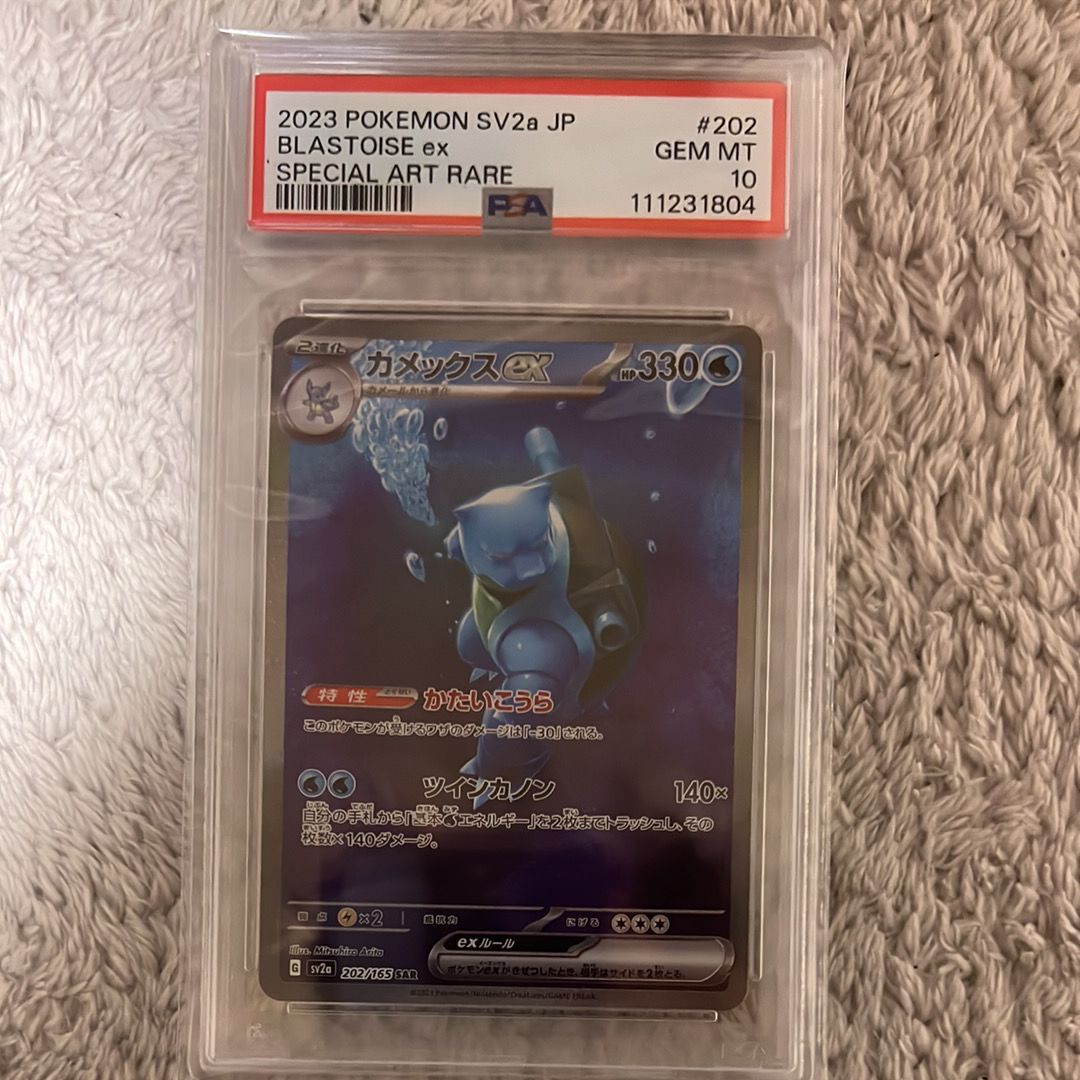 2023 POKEMON SV2a JP #202
BLASTOISE ex GEM MT
SPECIAL ART RARE 10
PSA 111231804
2進化 カメックスex HP330
カメールから進化
特性 とくせい かたいこうら
このポケモンが受けるワザのダメージは「-30」される。
ツインカノン 140×
自分の手札から「基本エネルギー」を2枚までトラッシュし、その
枚数×140ダメージ。
弱点 ×2 抵抗力 にげる
Illus. Mitsuhiro Arita
exルール
G sv2a 202/165 SAR
ポケモンexがきぜつしたとき、相手はサイドを2枚とる。